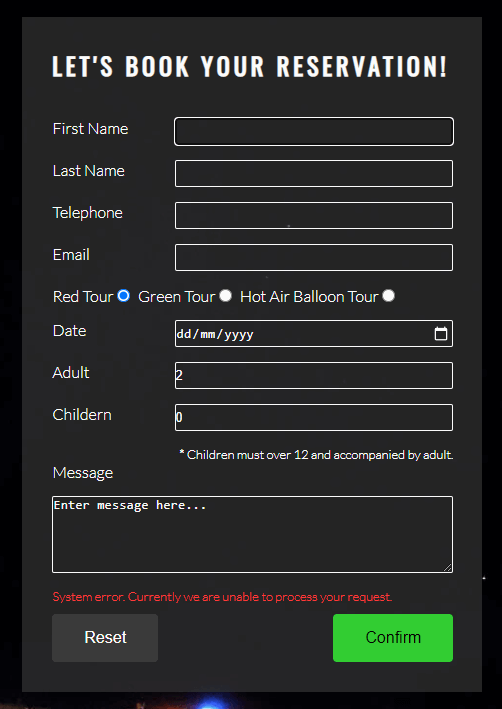 LET'S BOOK YOUR RESERVATION!
First Name
Last Name
Telephone
Email
Red Tour Green Tour Hot Air Balloon Tour
Date dd/mm/yyyy
Adult 2
Childern 0
* Children must over 12 and accompanied by adult.
Message
Enter message here...
System error. Currently we are unable to process your request.
Reset Confirm